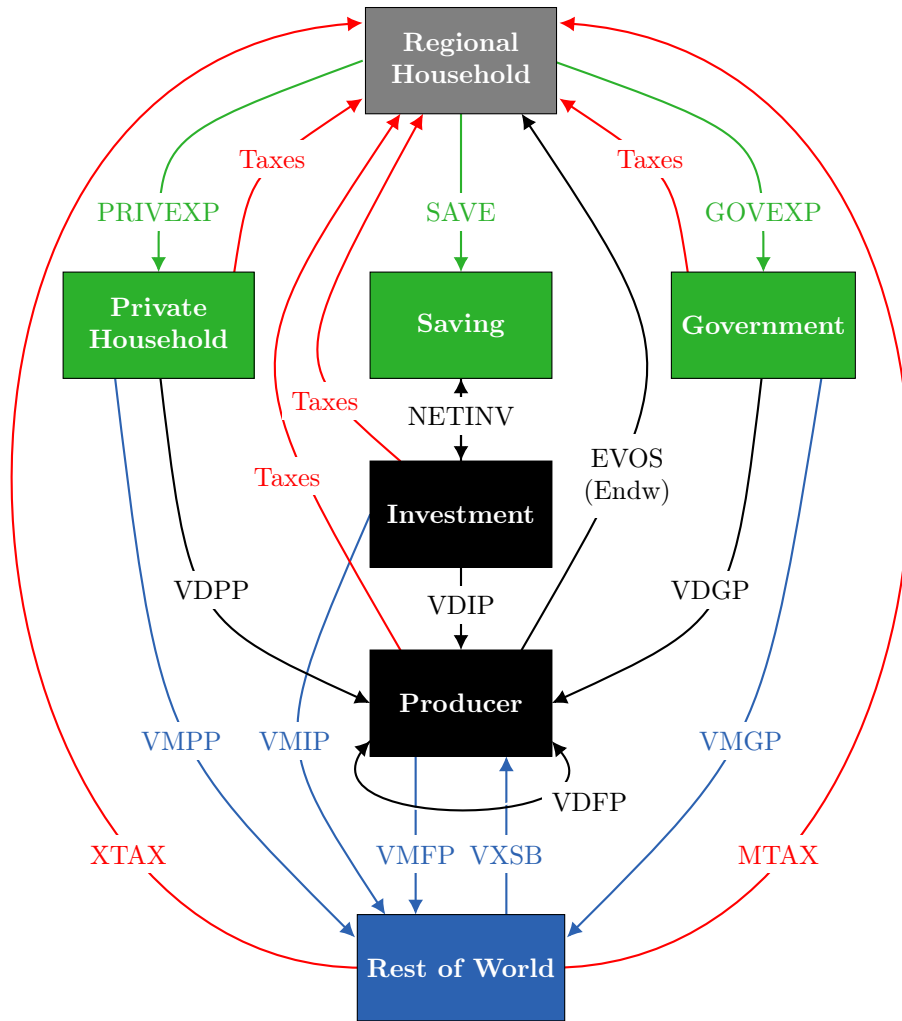 Regional
Household
Taxes
Taxes
PRIVEXP
SAVE
GOVEXP
Private
Household
Saving
Government
Taxes
NETINV
Taxes
EVOS
(Endw)
Investment
VDPP
VDIP
VDGP
Producer
VMPP
VMIP
VMGP
VDFP
XTAX
VMFP
VXSB
MTAX
Rest of World